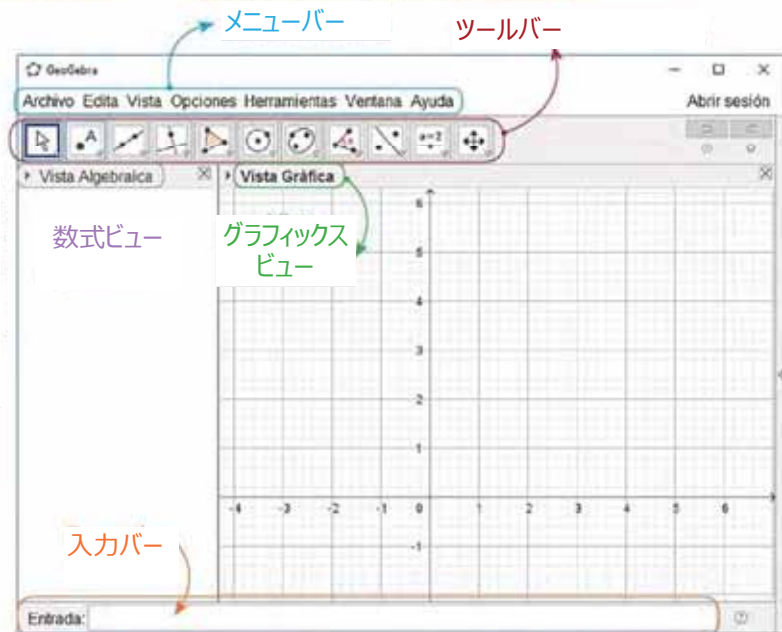 メニューバー
ツールバー
GeoGebra
Archivo Edita Vista Opciones Herramientas Ventana Ayuda
Abrir sesión
A
a=2
Vista Algebraica
Vista Gráfica
数式ビュー
グラフィックス
ビュー
6
5
4
3
2
1
-4 -3 -2 -1 0 1 2 3 4 5 6
-1
入力バー
Entrada: